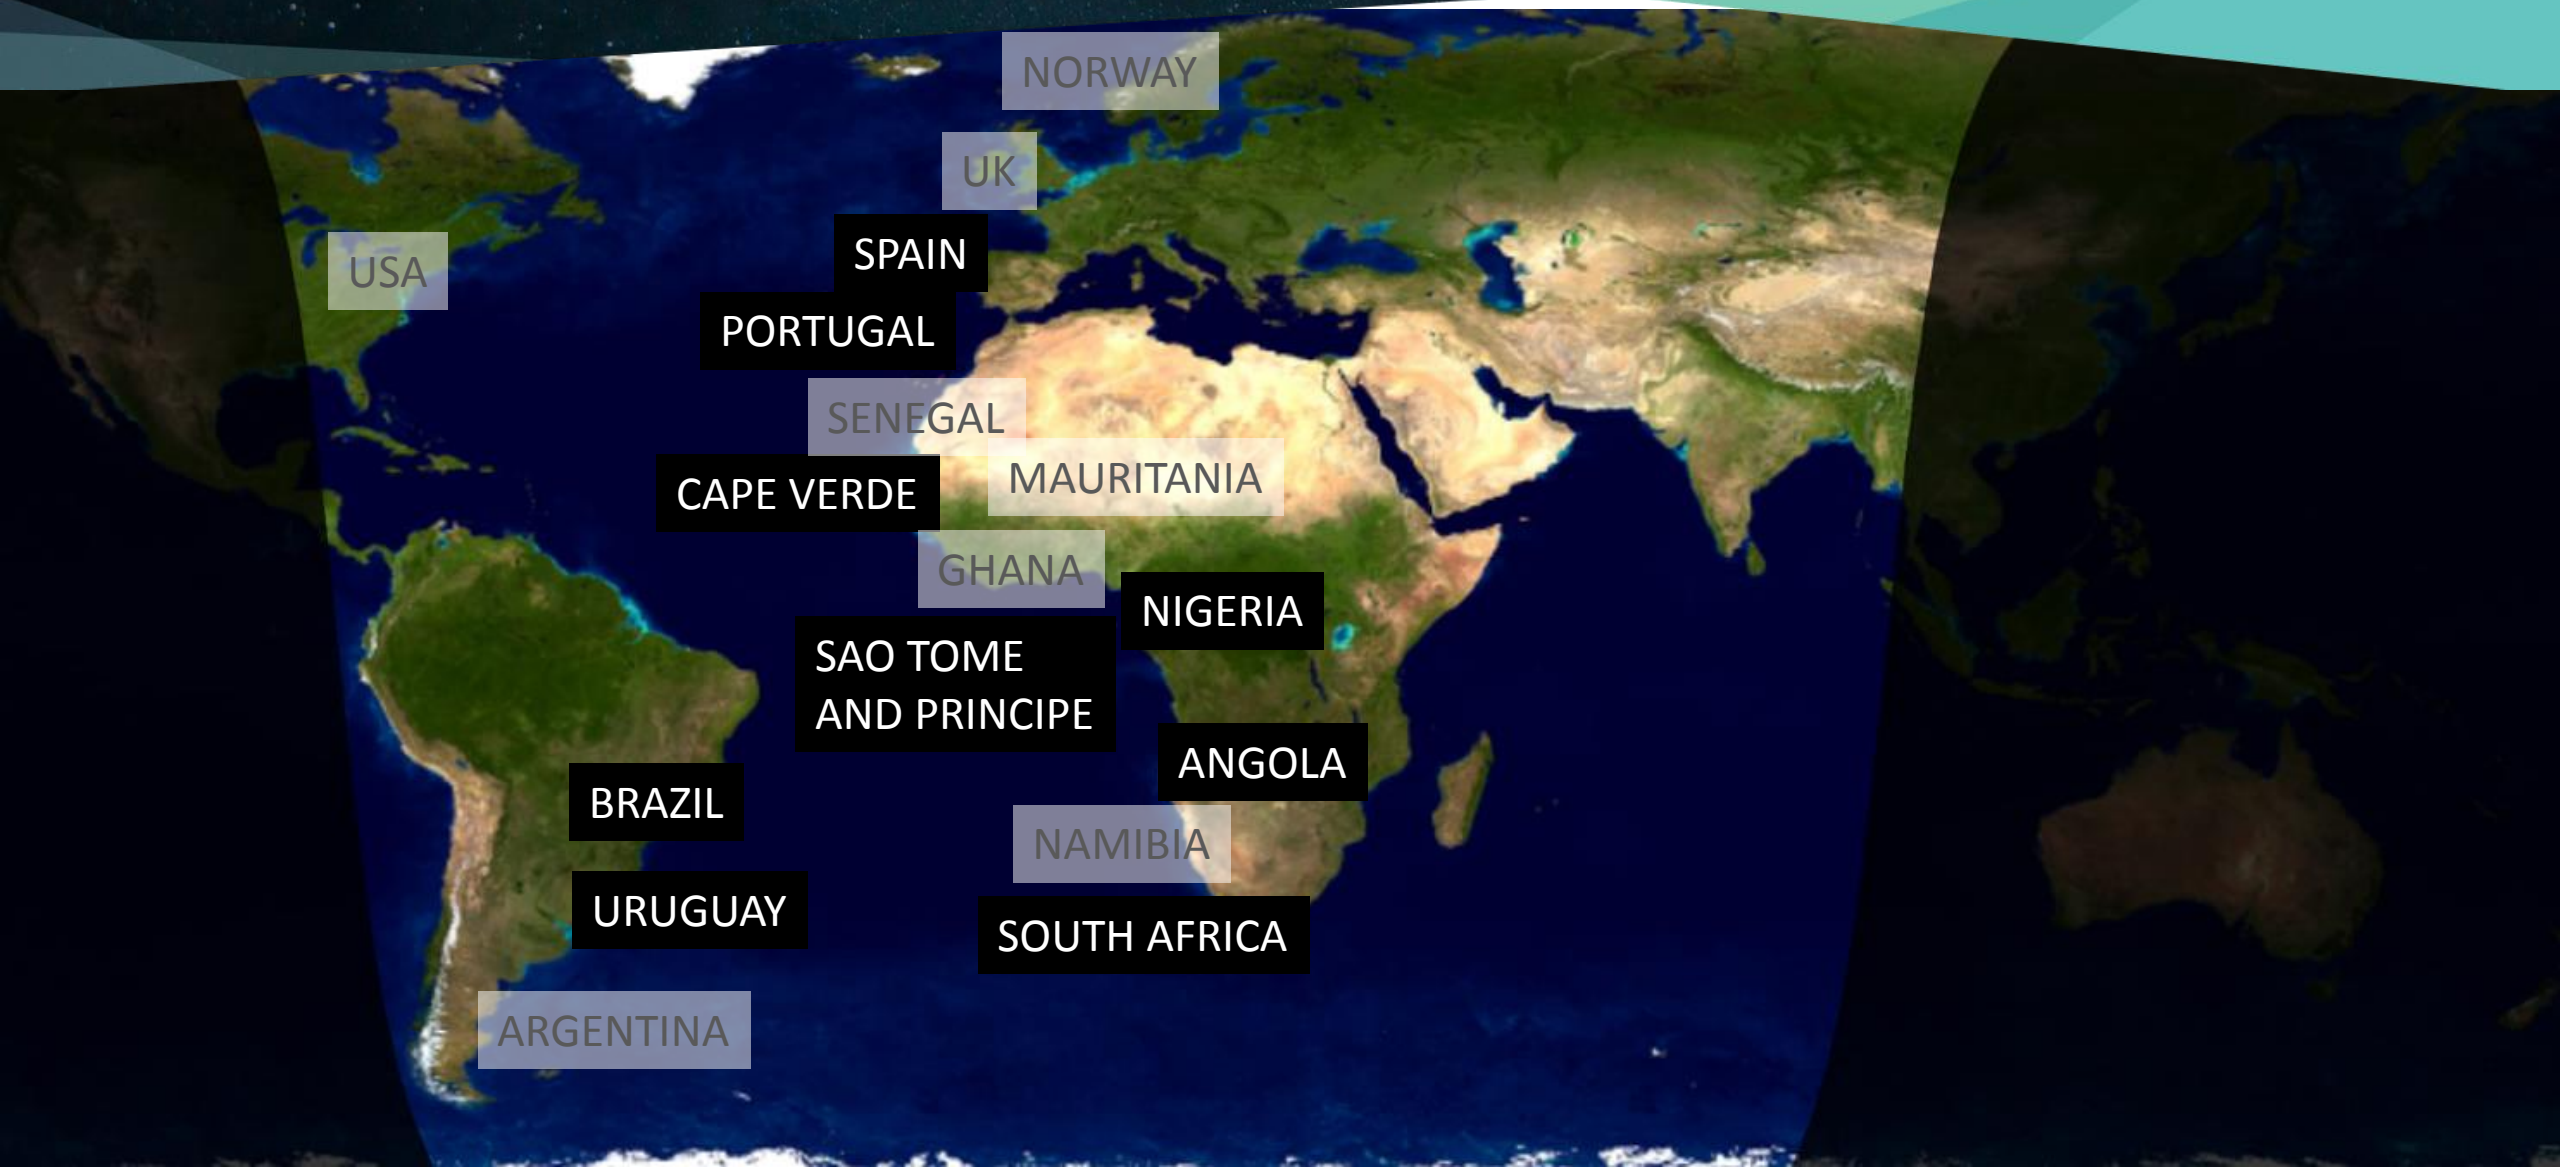 NORWAY
UK
SPAIN
USA
PORTUGAL
SENEGAL
MAURITANIA
CAPE VERDE
GHANA
NIGERIA
SAO TOME
AND PRINCIPE
ANGOLA
BRAZIL
NAMIBIA
URUGUAY
SOUTH AFRICA
ARGENTINA